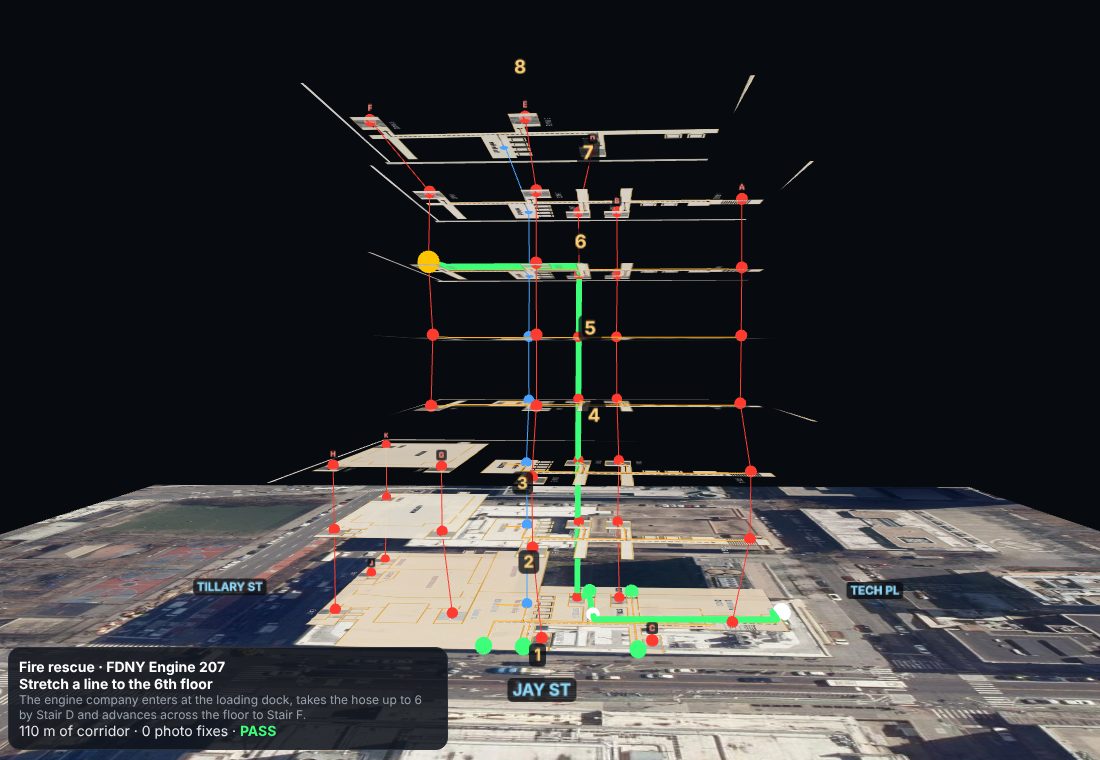 8
F
E
7
A
B
6
5
4
K
H
G
3
2
J
TILLARY ST
TECH PL
C
1
JAY ST
Fire rescue · FDNY Engine 207
Stretch a line to the 6th floor
The engine company enters at the loading dock, takes the hose up to 6
by Stair D and advances across the floor to Stair F.
110 m of corridor · 0 photo fixes · PASS